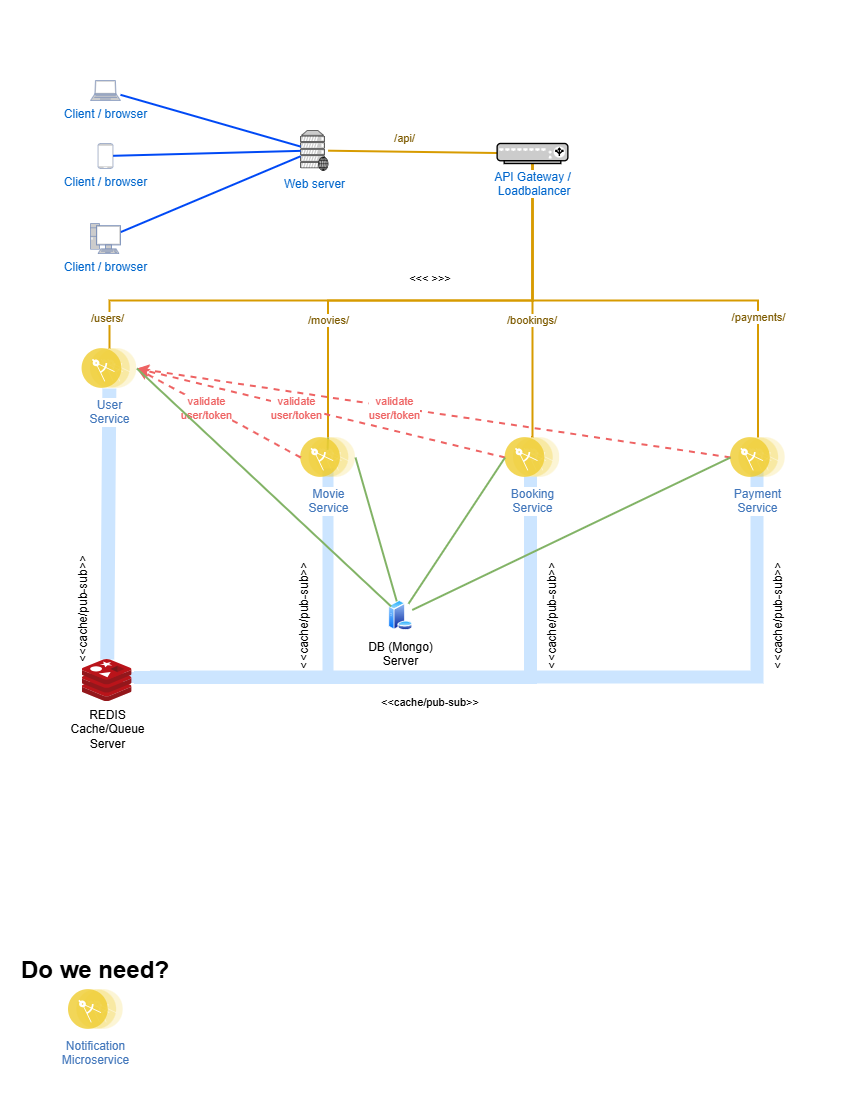 Client / browser
/api/
Client / browser
Web server
API Gateway /
Loadbalancer
Client / browser
<<< >>>
/users/
/movies/
/bookings/
/payments/
User
Service
validate
user/token
validate
user/token
validate
user/token
Movie
Service
Booking
Service
Payment
Service
<<cache/pub-sub>>
<<cache/pub-sub>>
<<cache/pub-sub>>
<<cache/pub-sub>>
DB (Mongo)
Server
<<cache/pub-sub>>
REDIS
Cache/Queue
Server
Do we need?
Notification
Microservice